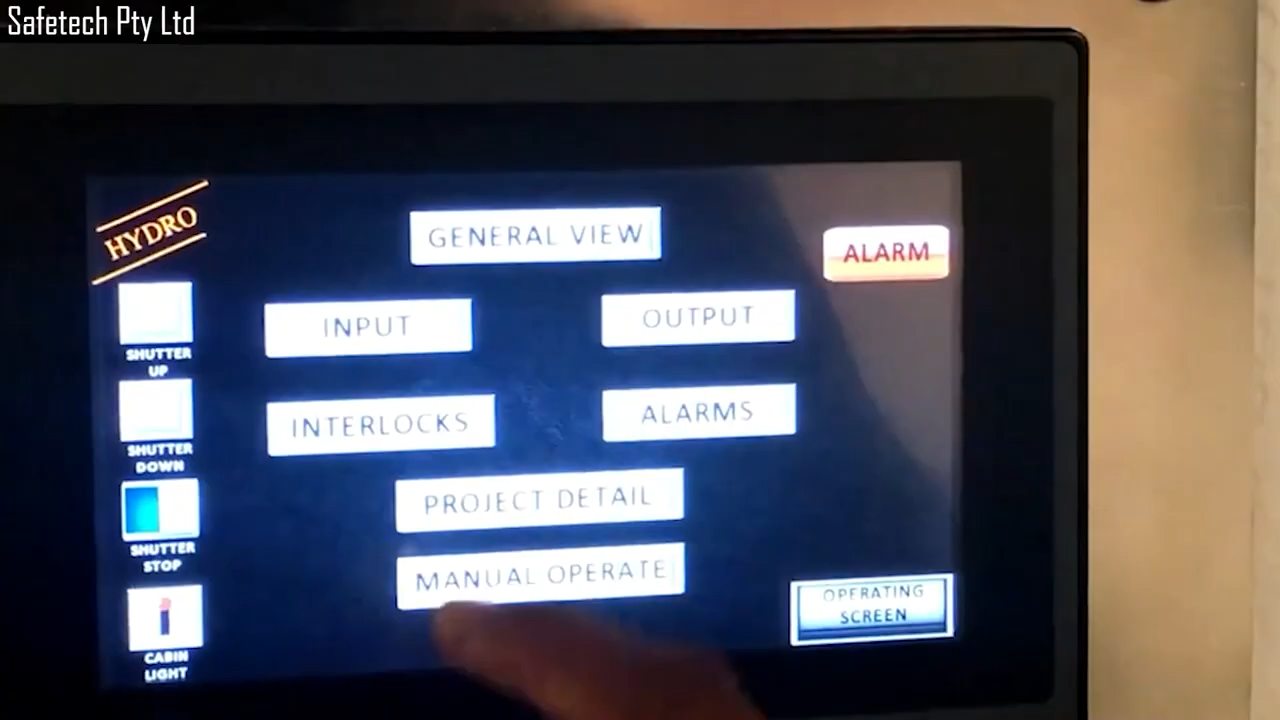 Safetech Pty Ltd
HYDRO
GENERAL VIEW
ALARM
INPUT
OUTPUT
SHUTTER
UP
INTERLOCKS
ALARMS
SHUTTER
DOWN
PROJECT DETAIL
SHUTTER
STOP
MANUAL OPERATE
OPERATING
SCREEN
CABIN
LIGHT